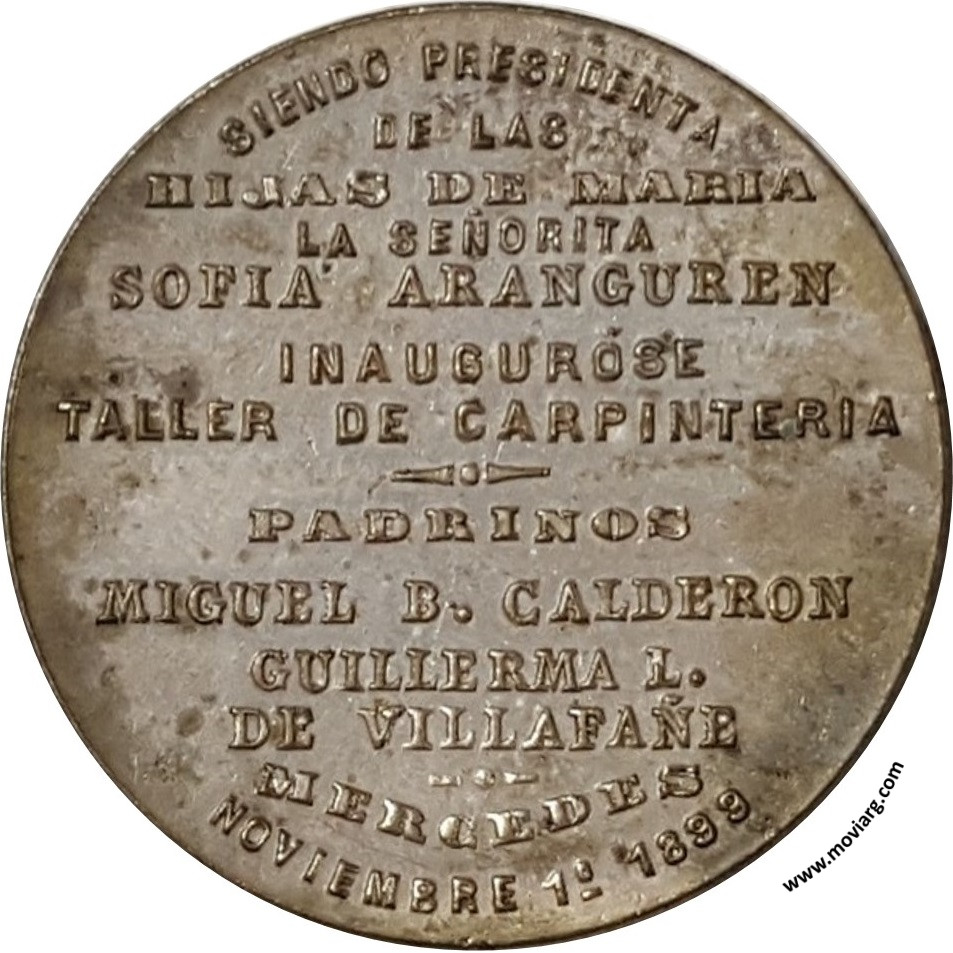 SIENDO PRESIDENTA
DE LAS
HIJAS DE MARIA
LA SEÑORITA
SOFIA' ARANGUREN
INAUGURÓSE
TALLER DE CARPINTERIA
PADRINOS
MIGUEL B. CALDERON
GUILLERMA L.
DE VILLAFAÑE
MERCEDES
NOVIEMBRE 1º 1899
www.moviarg.com